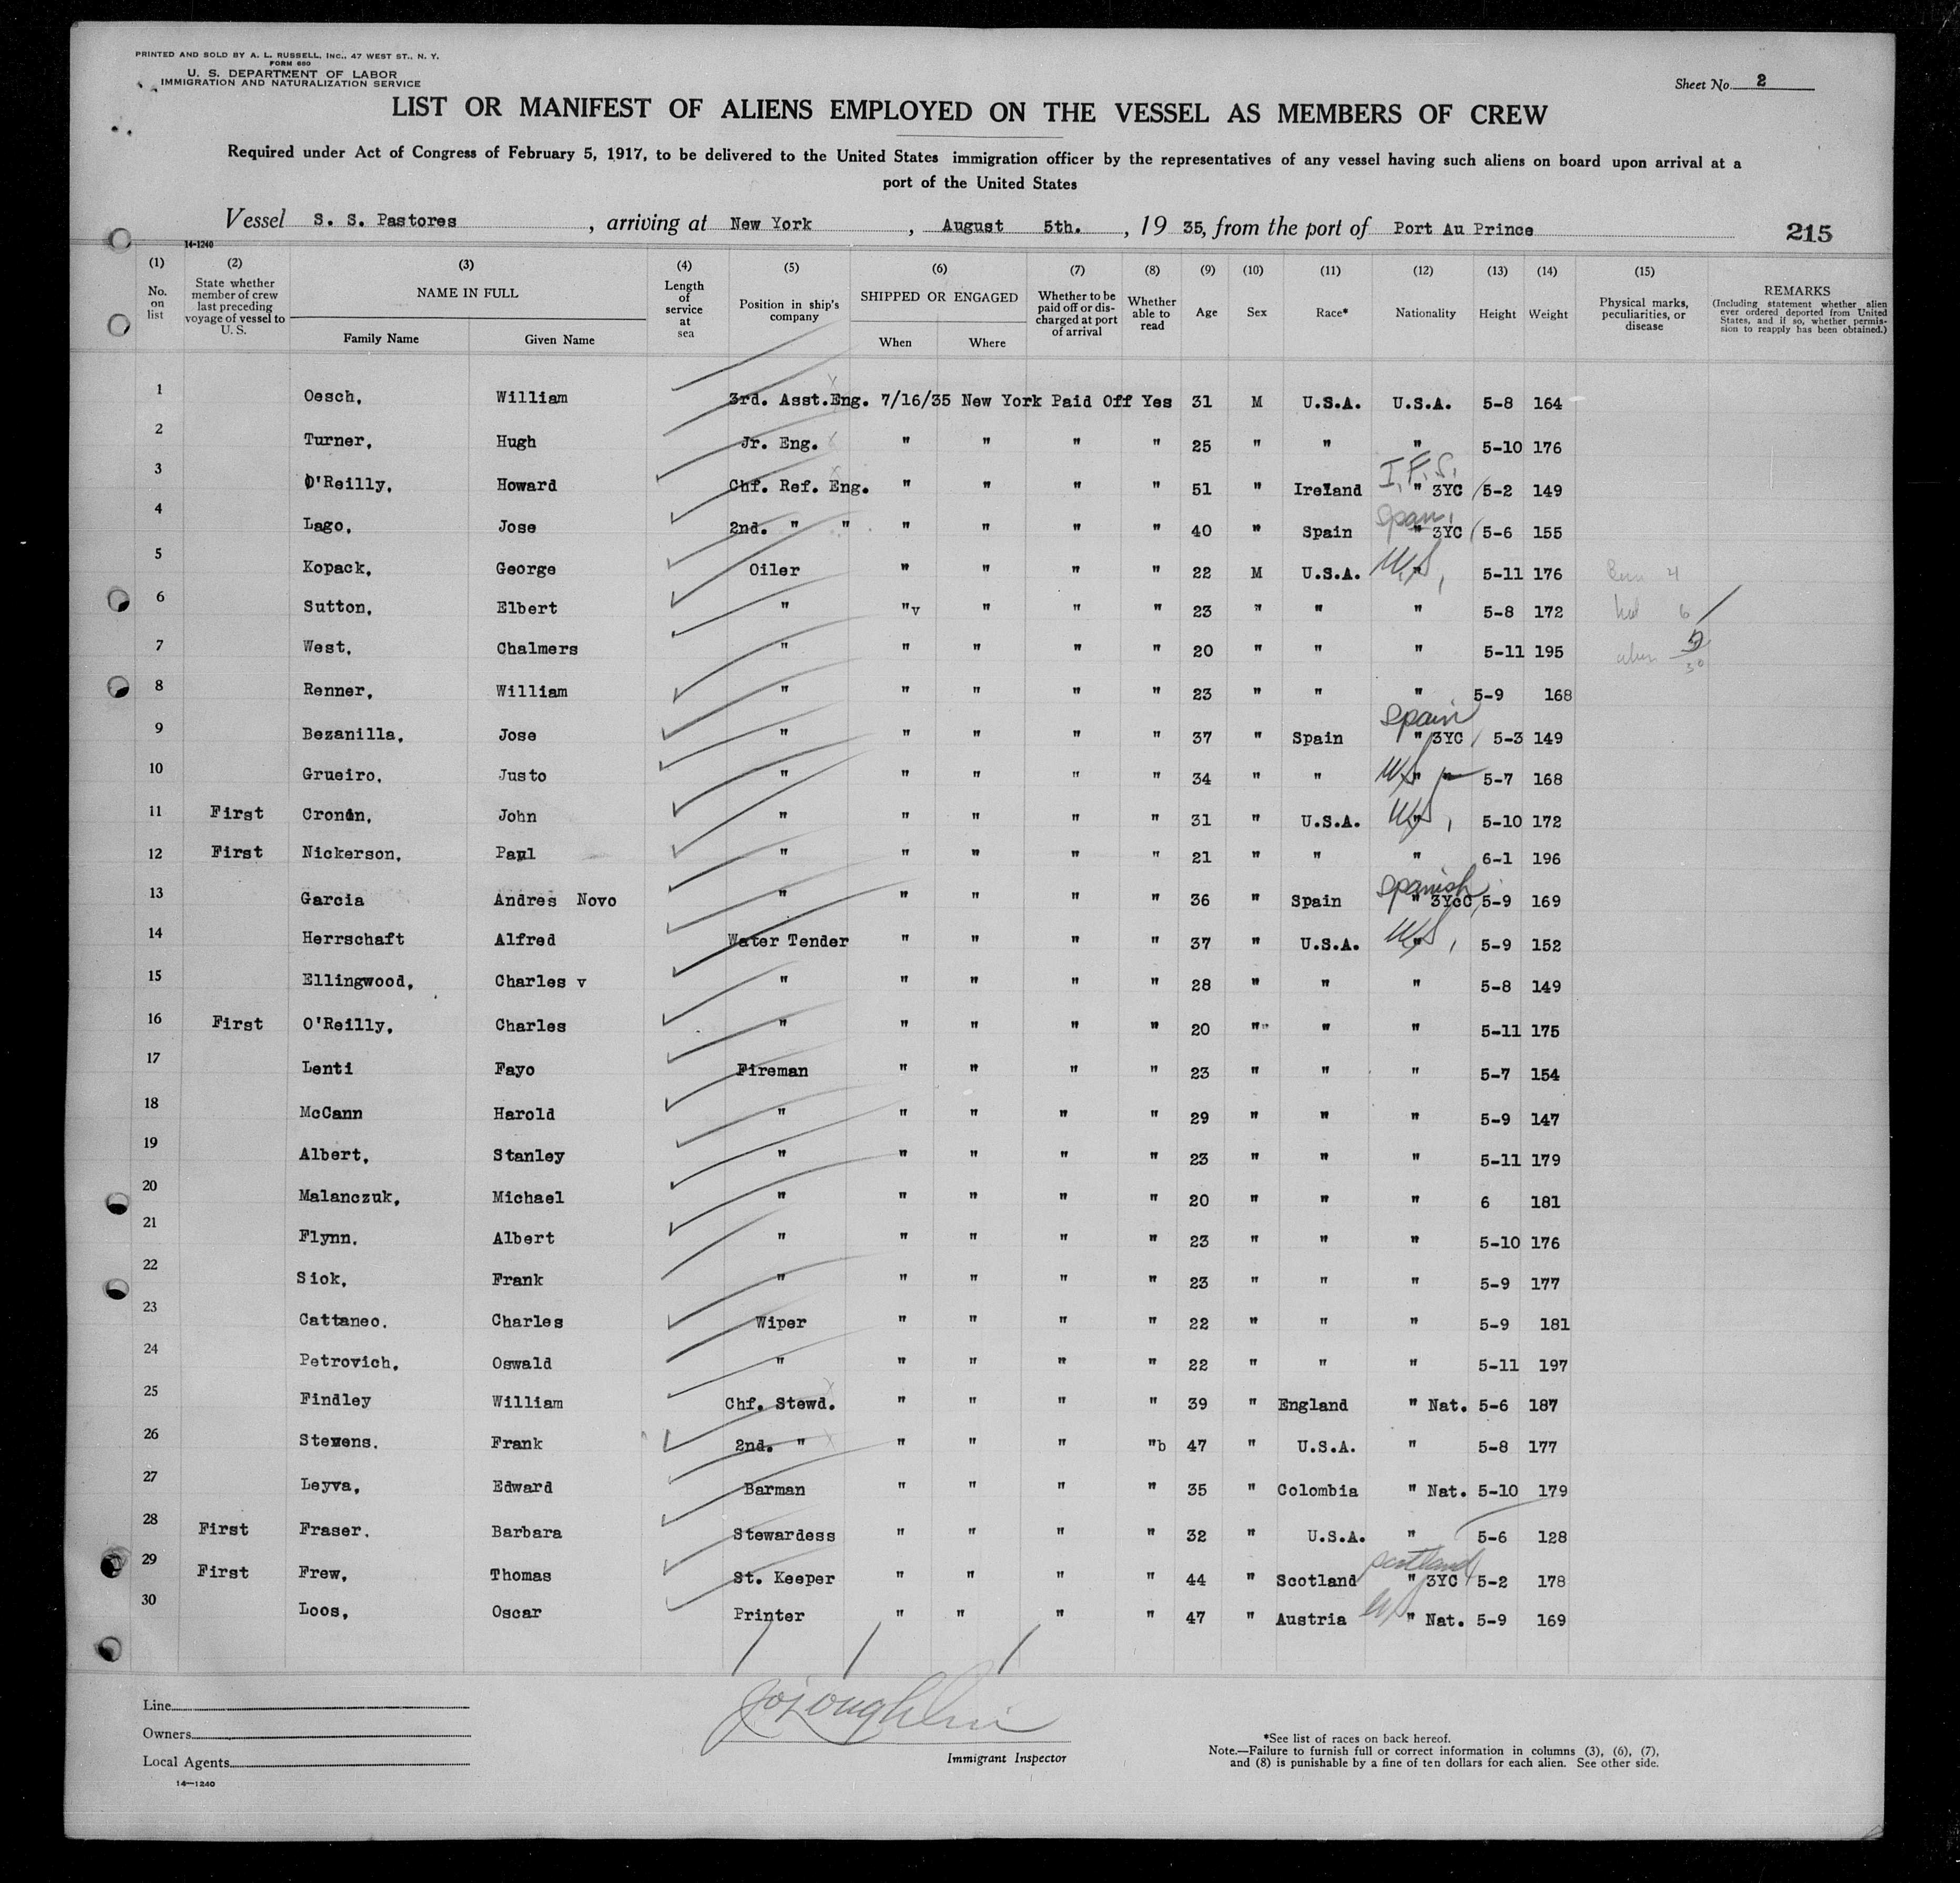 PRINTED AND SOLD BY A. L. RUSSELL, INC., 47 WEST ST., N. Y.
FORM 680
U. S. DEPARTMENT OF LABOR
IMMIGRATION AND NATURALIZATION SERVICE
Sheet No. 2
LIST OR MANIFEST OF ALIENS EMPLOYED ON THE VESSEL AS MEMBERS OF CREW
Required under Act of Congress of February 5, 1917, to be delivered to the United States immigration officer by the representatives of any vessel having such aliens on board upon arrival at a
port of the United States
Vessel S. S. Pastores , arriving at New York , August 5th. , 19 35, from the port of Port Au Prince 215
14-1240
(1) (2) (3) (4) (5) (6) (7) (8) (9) (10) (11) (12) (13) (14) (15)
No. on list State whether member of crew last preceding voyage of vessel to U. S. NAME IN FULL Family Name Given Name Length of service at sea Position in ship's company SHIPPED OR ENGAGED When Where Whether to be paid off or discharged at port of arrival Whether able to read Age Sex Race* Nationality Height Weight Physical marks, peculiarities, or disease REMARKS (Including statement whether alien ever ordered deported from United States, and if so, whether permission to reapply has been obtained.)
1 Oesch, William 3rd. Asst.Eng. 7/16/35 New York Paid Off Yes 31 M U.S.A. U.S.A. 5-8 164
2 Turner, Hugh Jr. Eng. " " " " 25 " " " 5-10 176
3 O'Reilly, Howard Chf. Ref. Eng. " " " " 51 " Ireland I.F.S. " 3YC 5-2 149
4 Lago, Jose 2nd. " " " " " " 40 " Spain Span. " 3YC 5-6 155
5 Kopack, George Oiler " " " " 22 M U.S.A. U.S. " 5-11 176
6 Sutton, Elbert " "v " " " 23 " " " 5-8 172
7 West, Chalmers " " " " " 20 " " " 5-11 195
8 Renner, William " " " " " 23 " " " 5-9 168
9 Bezanilla, Jose " " " " " 37 " Spain Spain " 3YC 5-3 149
10 Grueiro, Justo " " " " " 34 " " US " " 5-7 168
11 First Cronin, John " " " " " 31 " U.S.A. US " 5-10 172
12 First Nickerson, Paul " " " " " 21 " " " 6-1 196
13 Garcia Andres Novo " " " " " 36 " Spain Spanish " 3YcC 5-9 169
14 Herrschaft Alfred Water Tender " " " " 37 " U.S.A. US " 5-9 152
15 Ellingwood, Charles v " " " " " 28 " " " 5-8 149
16 First O'Reilly, Charles " " " " " 20 " " " 5-11 175
17 Lenti Fayo Fireman " " " " 23 " " " 5-7 154
18 McCann Harold " " " " " 29 " " " 5-9 147
19 Albert, Stanley " " " " " 23 " " " 5-11 179
20 Malanczuk, Michael " " " " " 20 " " " 6 181
21 Flynn, Albert " " " " " 23 " " " 5-10 176
22 Siok, Frank " " " " " 23 " " " 5-9 177
23 Cattaneo, Charles Wiper " " " " 22 " " " 5-9 181
24 Petrovich, Oswald " " " " " 22 " " " 5-11 197
25 Findley William Chf. Stewd. " " " " 39 " England " Nat. 5-6 187
26 Stevens, Frank 2nd. " " " " "b 47 " U.S.A. " 5-8 177
27 Leyva, Edward Barman " " " " 35 " Colombia " Nat. 5-10 179
28 First Fraser, Barbara Stewardess " " " " 32 " U.S.A. " 5-6 128
29 First Frew, Thomas St. Keeper " " " " 44 " Scotland Scotland " 3YC 5-2 178
30 Loos, Oscar Printer " " " " 47 " Austria US " Nat. 5-9 169
Line
Owners
Local Agents
14-1240
Immigrant Inspector
*See list of races on back hereof.
Note.—Failure to furnish full or correct information in columns (3), (6), (7),
and (8) is punishable by a fine of ten dollars for each alien. See other side.